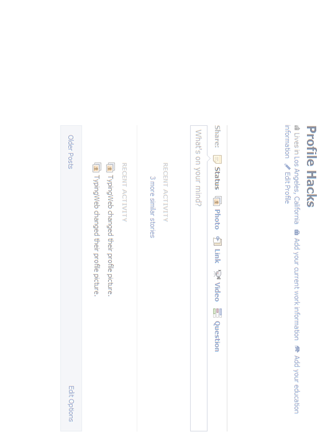 Profile Hacks
Lives in Los Angeles, California Add your current work information Add your education
information Edit Profile
Share: Status Photo Link Video Question
What's on your mind?
RECENT ACTIVITY
3 more similar stories
RECENT ACTIVITY
TypingWeb changed their profile picture.
TypingWeb changed their profile picture.
Older Posts Edit Options